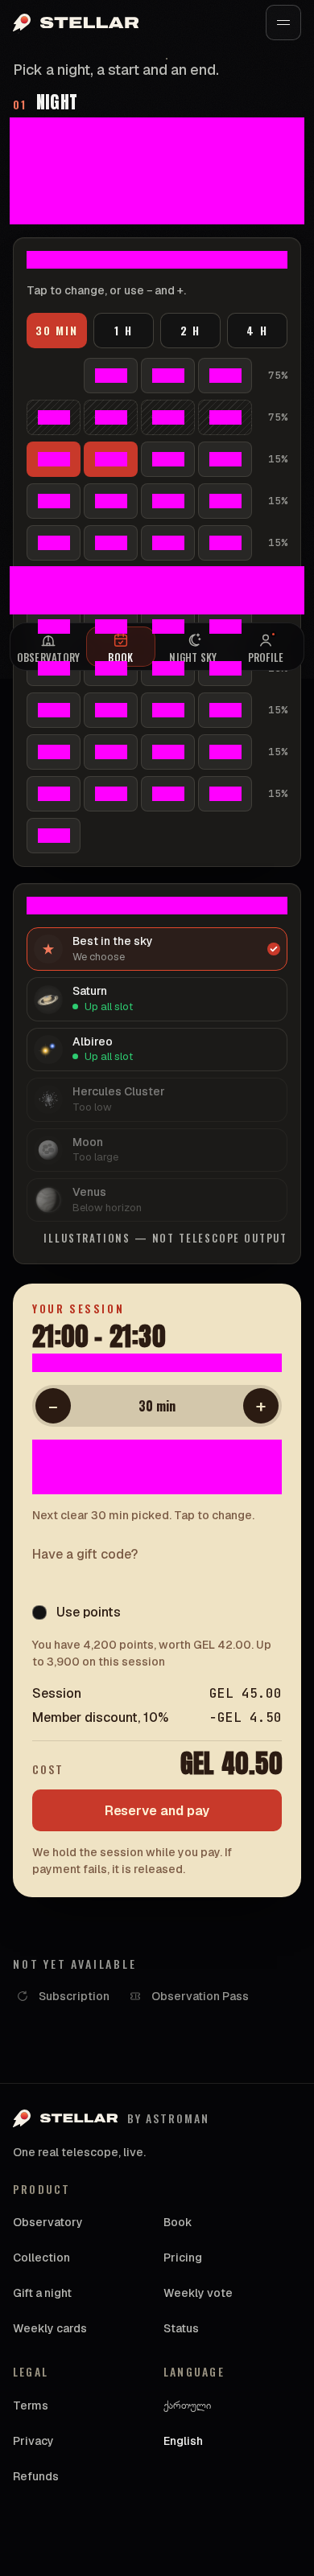 STELLAR
Pick a night, a start and an end.
01 NIGHT
Tap to change, or use − and +.
30 MIN 1 H 2 H 4 H
75%
75%
15%
15%
15%
OBSERVATORY BOOK NIGHT SKY PROFILE
15%
15%
15%
Best in the sky
We choose
Saturn
Up all slot
Albireo
Up all slot
Hercules Cluster
Too low
Moon
Too large
Venus
Below horizon
ILLUSTRATIONS — NOT TELESCOPE OUTPUT
YOUR SESSION
21:00 – 21:30
− 30 min +
Next clear 30 min picked. Tap to change.
Have a gift code?
Use points
You have 4,200 points, worth GEL 42.00. Up
to 3,900 on this session
Session GEL 45.00
Member discount, 10% -GEL 4.50
COST GEL 40.50
Reserve and pay
We hold the session while you pay. If
payment fails, it is released.
NOT YET AVAILABLE
Subscription Observation Pass
STELLAR BY ASTROMAN
One real telescope, live.
PRODUCT
Observatory Book
Collection Pricing
Gift a night Weekly vote
Weekly cards Status
LEGAL LANGUAGE
Terms ქართული
Privacy English
Refunds